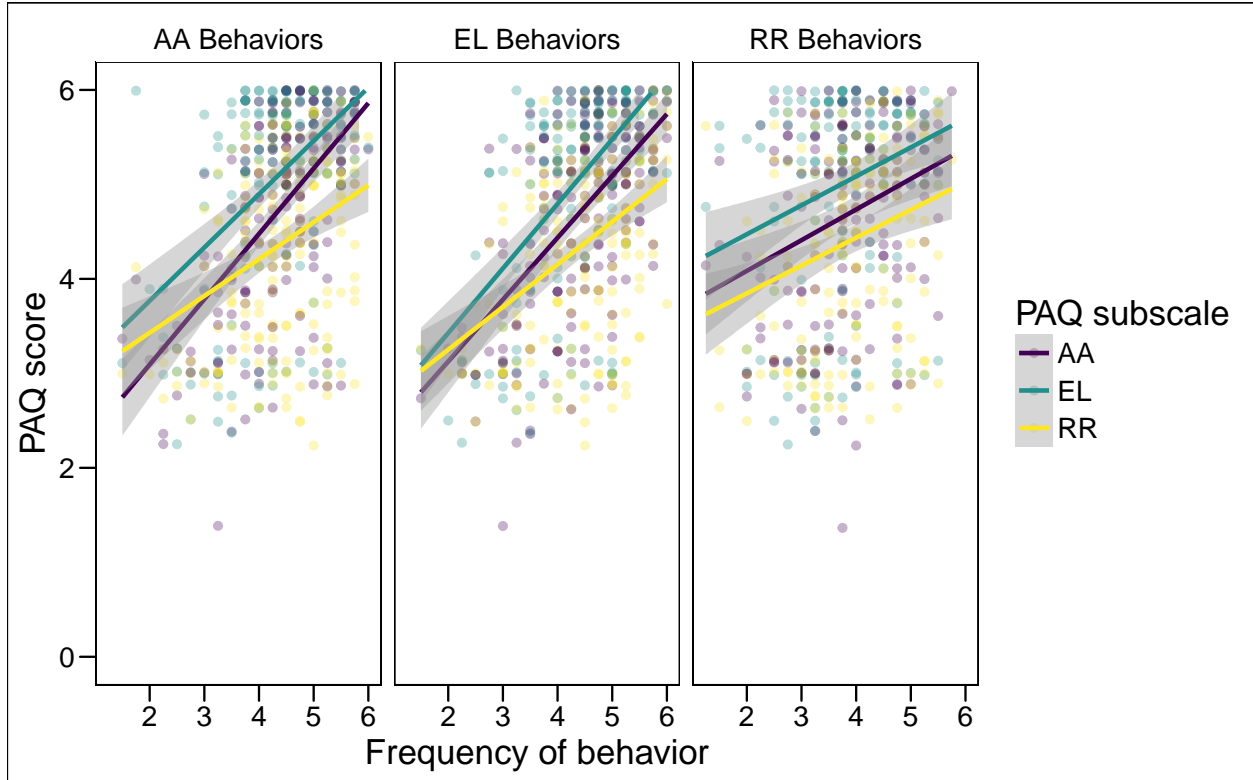 AA Behaviors EL Behaviors RR Behaviors
6
4
2
0
PAQ score
2 3 4 5 6 2 3 4 5 6 2 3 4 5 6
Frequency of behavior
PAQ subscale
AA
EL
RR